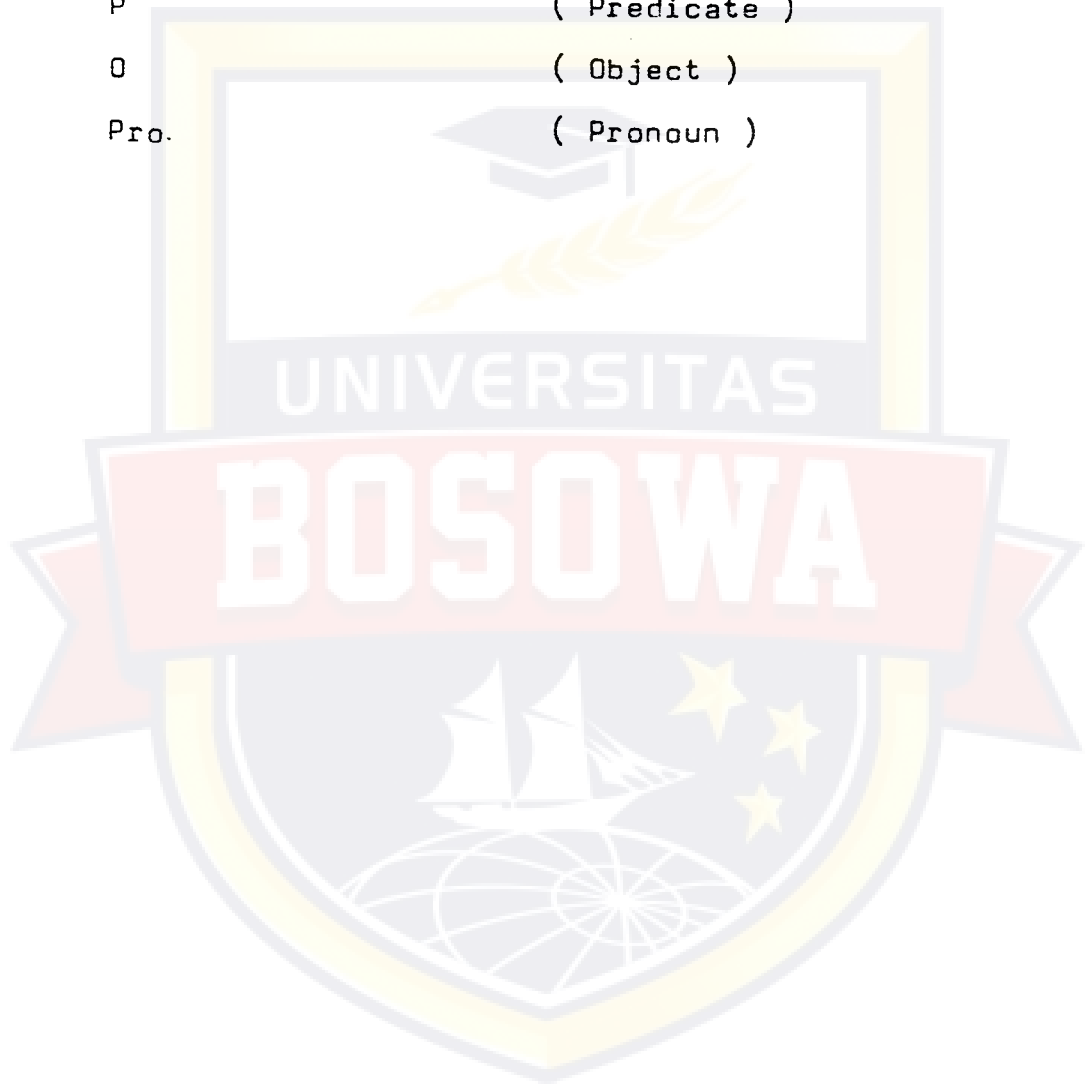 P ( Predicate )
O ( Object )
Pro. ( Pronoun )
UNIVERSITAS
BOSOWA